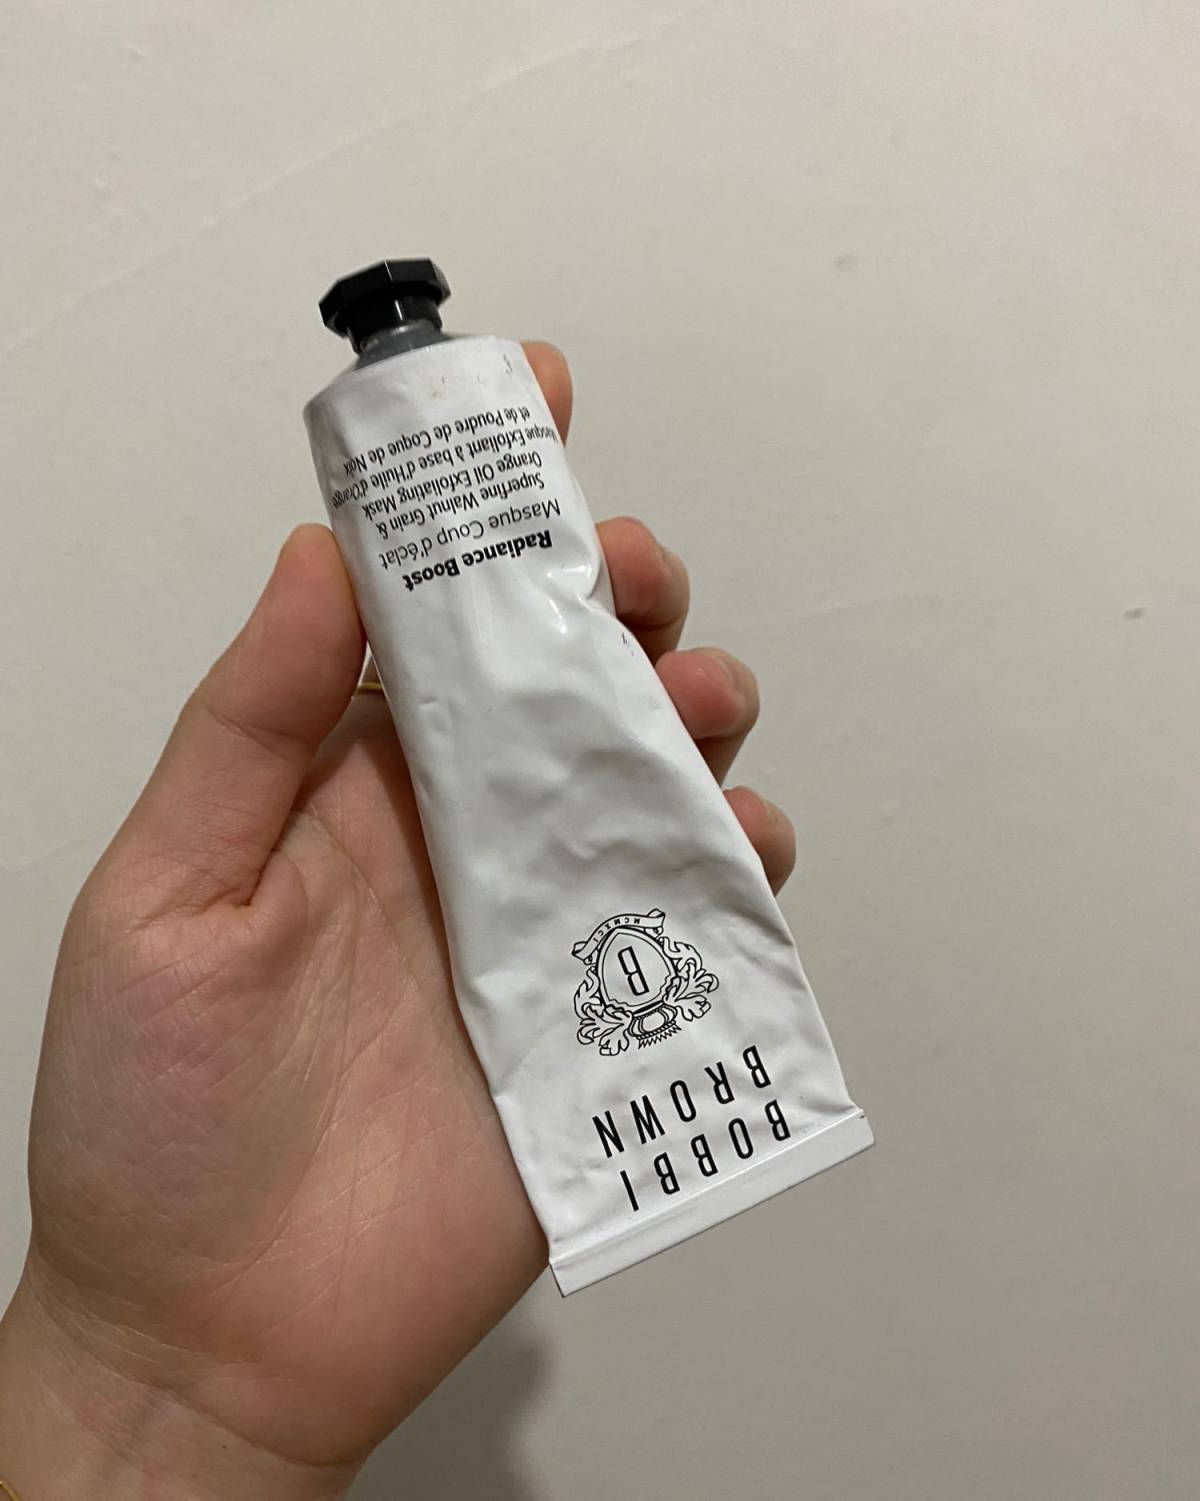 BOBBI
BROWN
B
MCMXCI
Radiance Boost
Masque Coup d'éclat
Superfine Walnut Grain &
Orange Oil Exfoliating Mask
Masque Exfoliant à base d'Huile d'Orange
et de Poudre de Coque de Noix